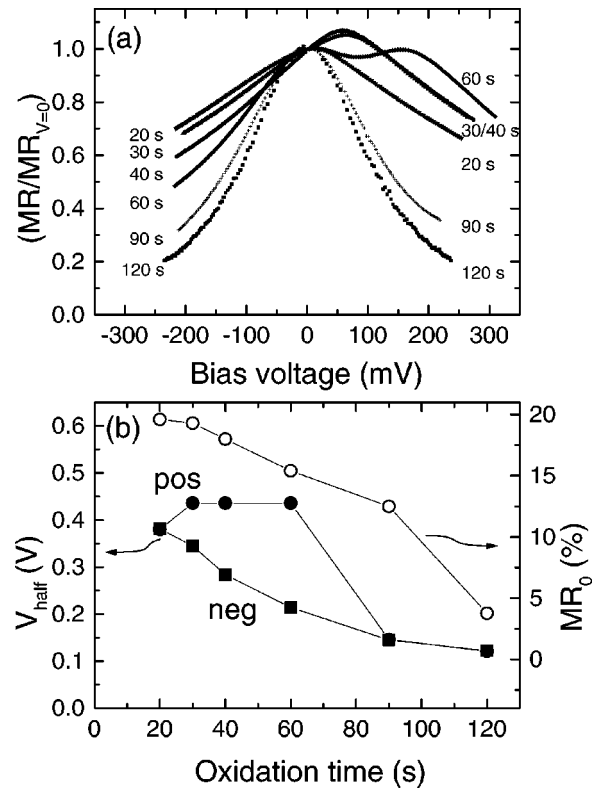 (a)
(MR/MR V=0)
1.0
0.8
0.6
0.4
0.2
0.0
20 s
30 s
40 s
60 s
90 s
120 s
60 s
30/40 s
20 s
90 s
120 s
-300 -200 -100 0 100 200 300
Bias voltage (mV)
(b)
V half (V)
0.6
0.5
0.4
0.3
0.2
0.1
0.0
pos
neg
20
15
10
5
0
MR0 (%)
0 20 40 60 80 100 120
Oxidation time (s)